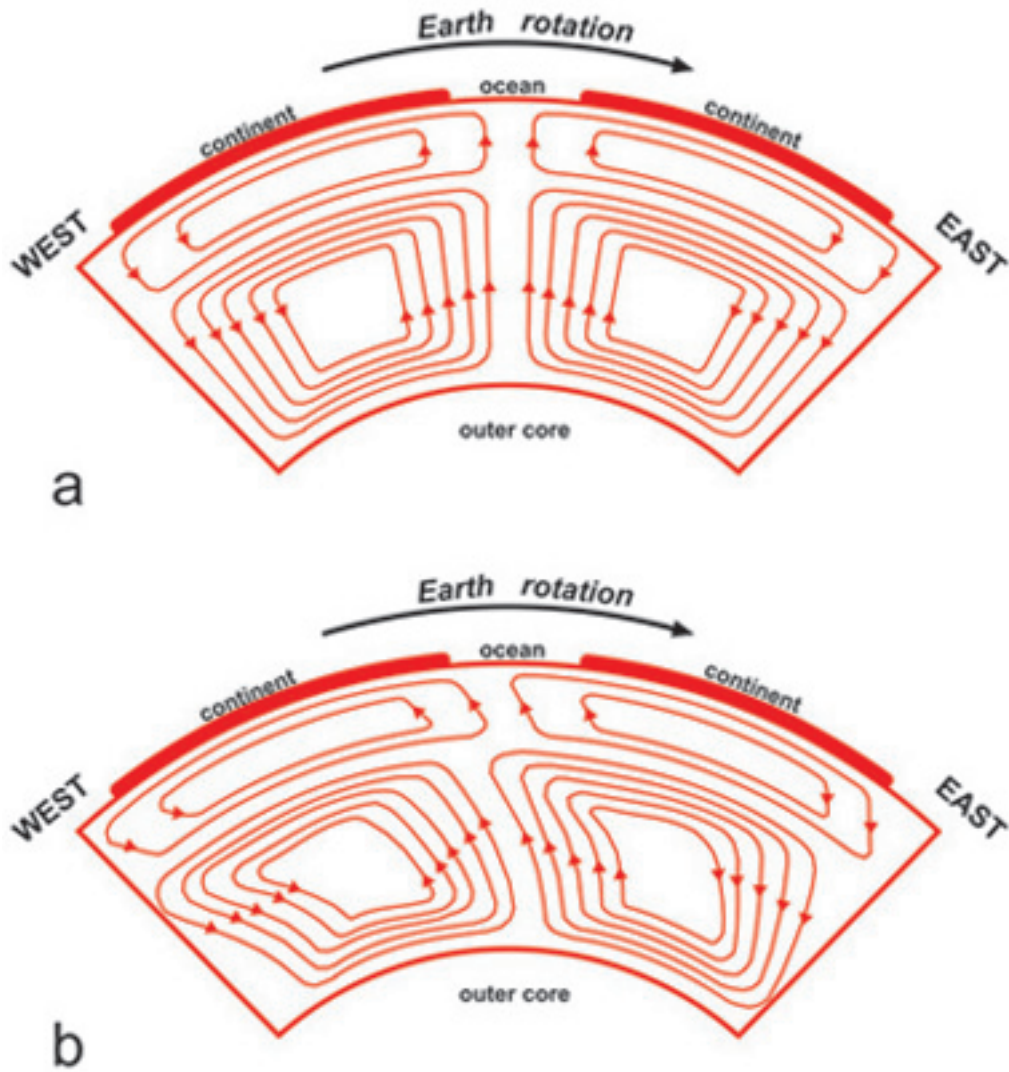 Earth rotation
ocean
continent
continent
WEST
EAST
outer core
a
Earth rotation
ocean
continent
continent
WEST
EAST
outer core
b